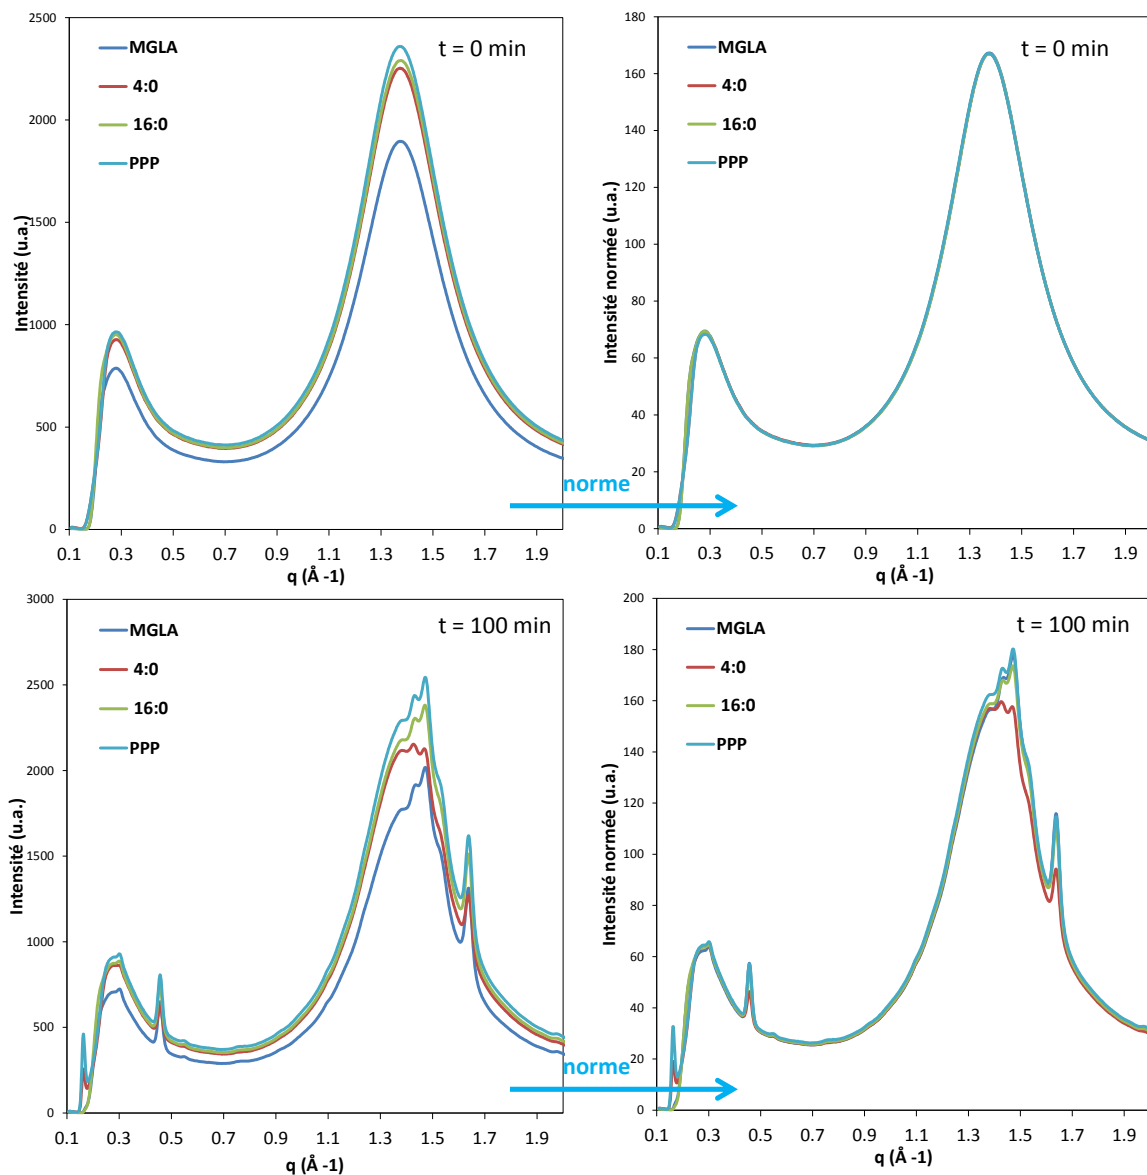 t = 0 min
MGLA
4:0
16:0
PPP
Intensité (u.a.)
2500
2000
1500
1000
500
0
0.1 0.3 0.5 0.7 0.9 1.1 1.3 1.5 1.7 1.9
q (Å -1)
t = 0 min
MGLA
4:0
16:0
PPP
Intensité normée (u.a.)
180
160
140
120
100
80
60
40
20
0
0.1 0.3 0.5 0.7 0.9 1.1 1.3 1.5 1.7 1.9
q (Å -1)
norme
t = 100 min
MGLA
4:0
16:0
PPP
Intensité (u.a.)
3000
2500
2000
1500
1000
500
0
0.1 0.3 0.5 0.7 0.9 1.1 1.3 1.5 1.7 1.9
q (Å -1)
t = 100 min
MGLA
4:0
16:0
PPP
Intensité normée (u.a.)
200
180
160
140
120
100
80
60
40
20
0
0.1 0.3 0.5 0.7 0.9 1.1 1.3 1.5 1.7 1.9
q (Å -1)
norme